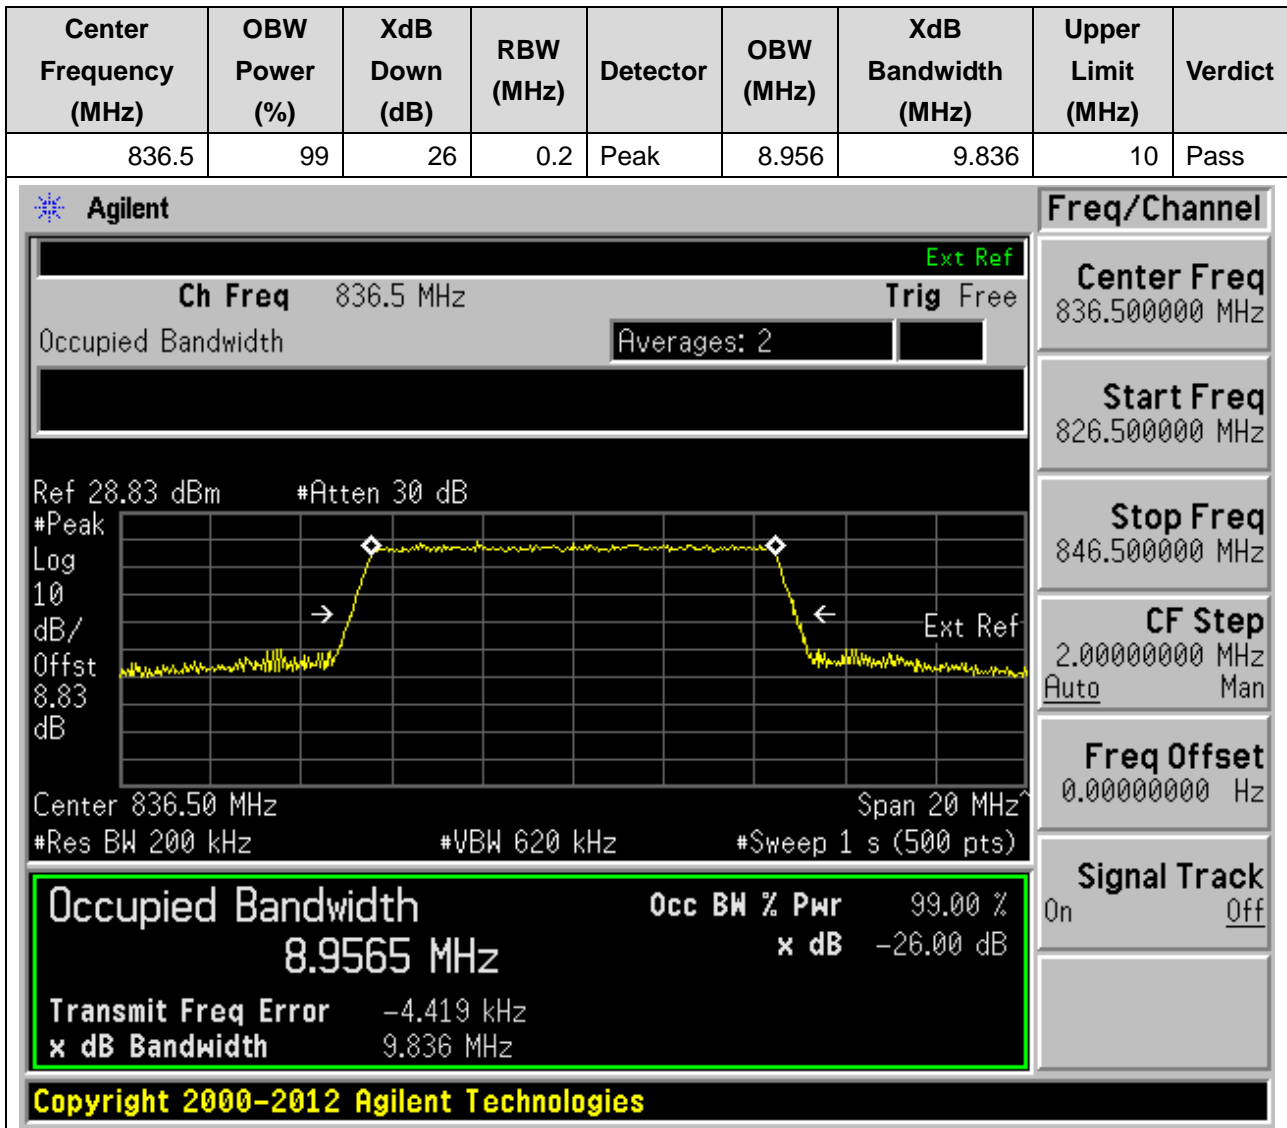 Center Frequency (MHz) OBW Power (%) XdB Down (dB) RBW (MHz) Detector OBW (MHz) XdB Bandwidth (MHz) Upper Limit (MHz) Verdict
836.5 99 26 0.2 Peak 8.956 9.836 10 Pass
Agilent
Freq/Channel
Ext Ref
Ch Freq 836.5 MHz Trig Free
Occupied Bandwidth Averages: 2
Center Freq
836.500000 MHz
Start Freq
826.500000 MHz
Stop Freq
846.500000 MHz
CF Step
2.00000000 MHz
Auto Man
Freq Offset
0.00000000 Hz
Signal Track
On Off
Ref 28.83 dBm #Atten 30 dB
#Peak
Log
10
dB/
Offst
8.83
dB
Ext Ref
Center 836.50 MHz Span 20 MHz^
#Res BW 200 kHz #VBW 620 kHz #Sweep 1 s (500 pts)
Occupied Bandwidth
8.9565 MHz
Occ BW % Pwr 99.00 %
x dB -26.00 dB
Transmit Freq Error -4.419 kHz
x dB Bandwidth 9.836 MHz
Copyright 2000-2012 Agilent Technologies